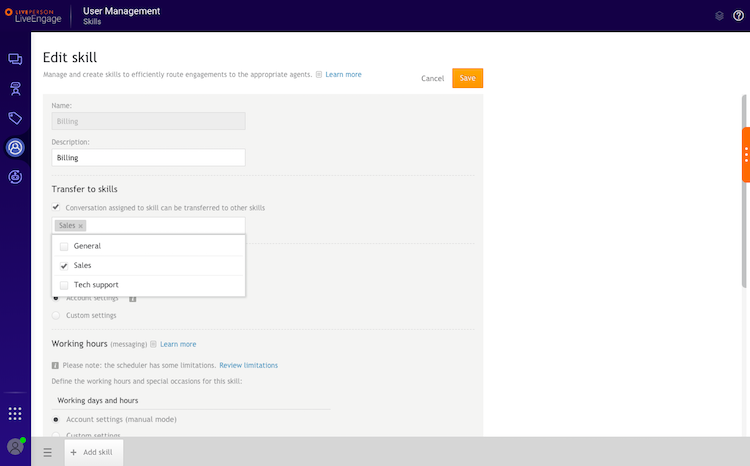 LIVEPERSON
LiveEngage
User Management
Skills
Edit skill
Manage and create skills to efficiently route engagements to the appropriate agents. Learn more
Cancel
Save
Name:
Billing
Description:
Billing
Transfer to skills
Conversation assigned to skill can be transferred to other skills
Sales ×
General
Sales
Tech support
Account settings
Custom settings
Working hours (messaging) Learn more
Please note: the scheduler has some limitations. Review limitations
Define the working hours and special occasions for this skill:
Working days and hours
Account settings (manual mode)
Custom settings
+ Add skill